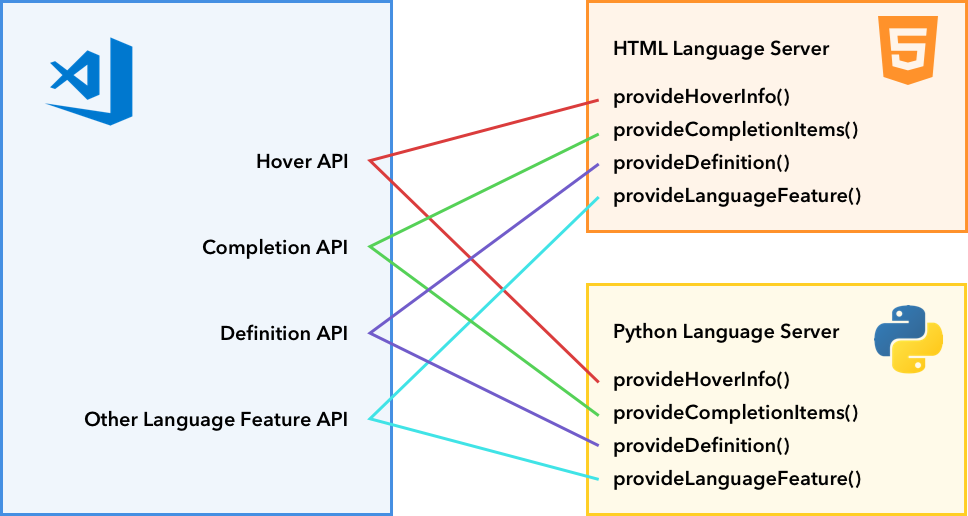 Hover API
Completion API
Definition API
Other Language Feature API
HTML Language Server
provideHoverInfo()
provideCompletionItems()
provideDefinition()
provideLanguageFeature()
Python Language Server
provideHoverInfo()
provideCompletionItems()
provideDefinition()
provideLanguageFeature()